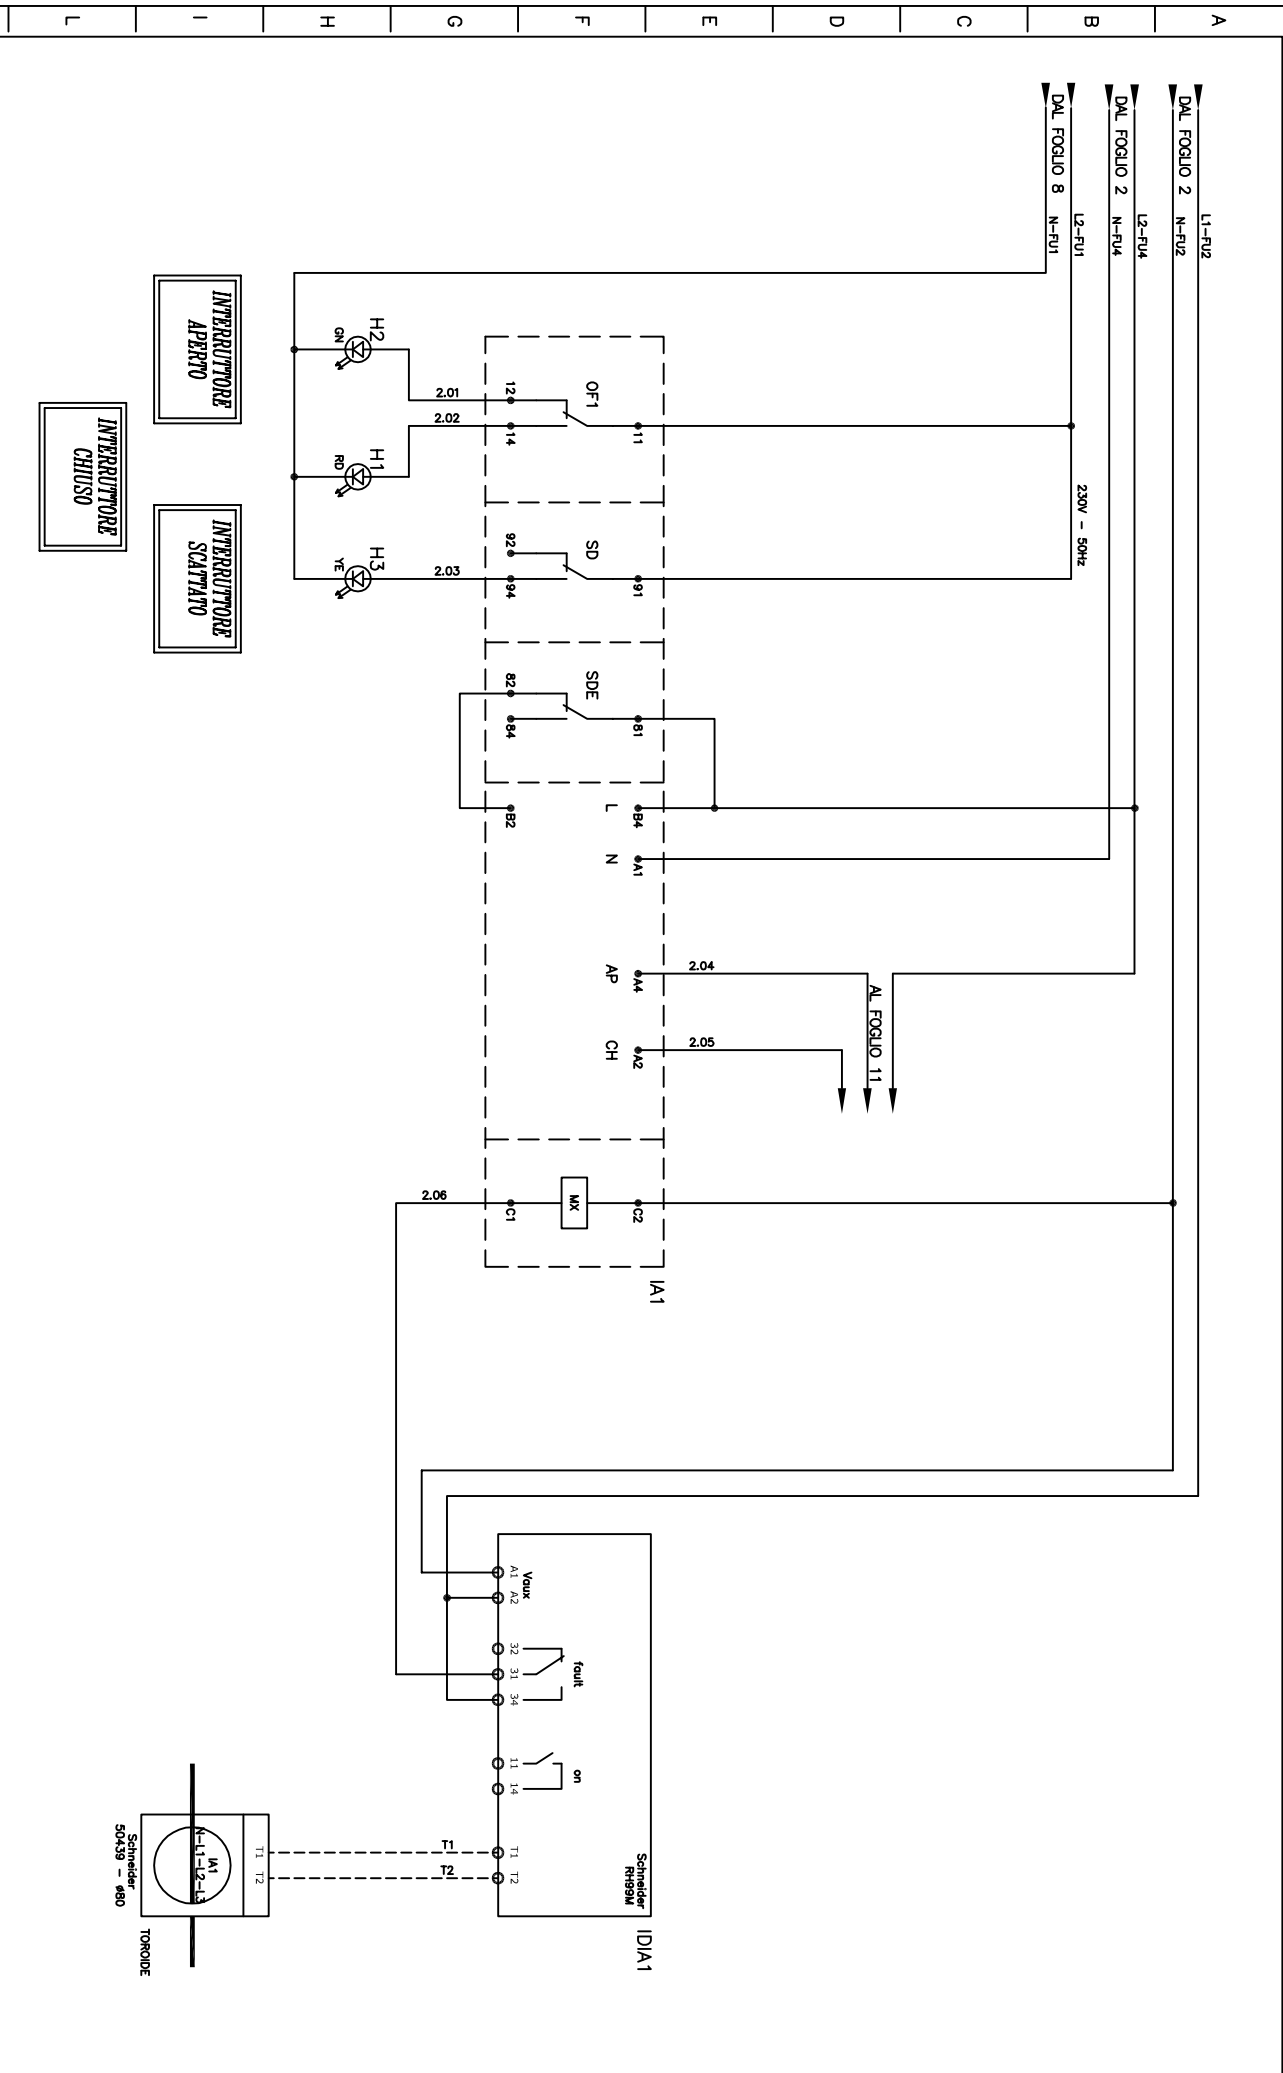 A
B
C
D
E
F
G
H
I
L
L1-FU2
DAL FOGLIO 2
N-FU2
L2-FU4
DAL FOGLIO 2
N-FU4
L2-FU1
DAL FOGLIO 8
N-FU1
230V - 50Hz
AL FOGLIO 11
2.04
2.05
IA1
11
91
81
B4
A1
A4
A2
C2
OF1
SD
SDE
L
N
AP
CH
MX
12
14
92
94
82
84
B2
C1
2.01
2.02
2.03
2.06
H2
GN
H1
RD
H3
YE
INTERRUTTORE
APERTO
INTERRUTTORE
SCATTATO
INTERRUTTORE
CHIUSO
IDIA1
Schneider
RH99M
fault
on
Vaux
A1
A2
32
31
34
11
14
T1
T2
T1
T2
T1
T2
IA1
N-L1-L2-L3
TOROIDE
Schneider
50439 - ø80